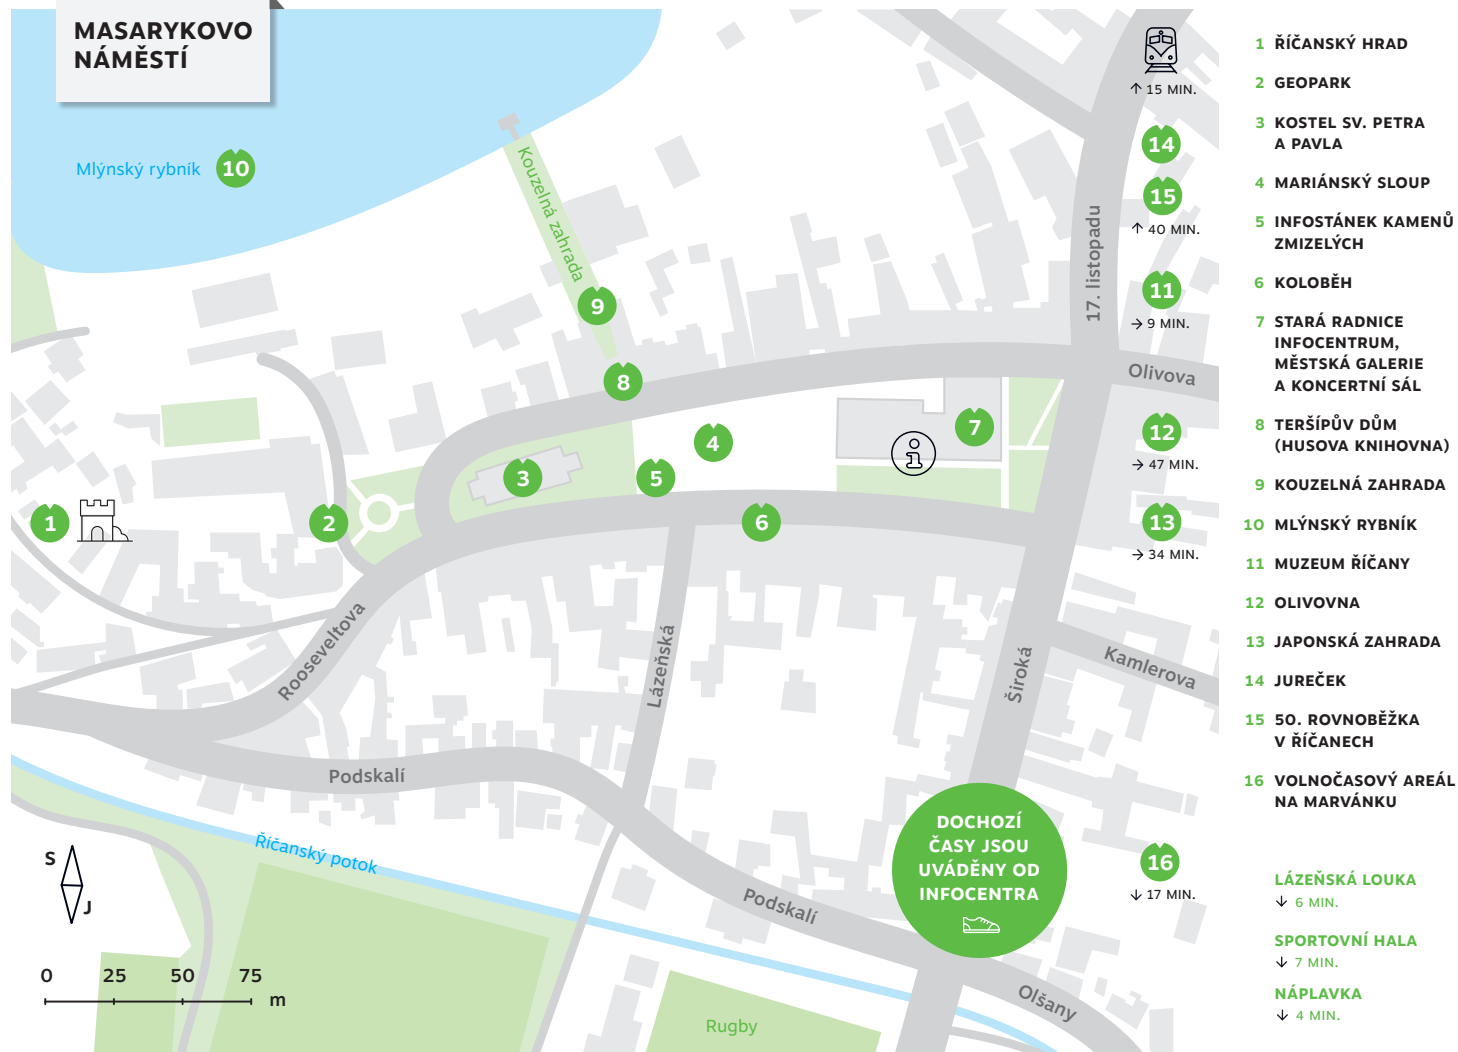 MASARYKOVO
NÁMĚSTÍ
Mlýnský rybník
10
Kouzelná zahrada
9
8
17. listopadu
↑ 15 MIN.
14
15
↑ 40 MIN.
11
→ 9 MIN.
Olivova
12
→ 47 MIN.
13
→ 34 MIN.
7
4
3
5
6
1
2
Rooseveltova
Lázeňská
Široká
Kamlerova
Podskalí
Říčanský potok
Podskalí
DOCHOZÍ
ČASY JSOU
UVÁDĚNY OD
INFOCENTRA
16
↓ 17 MIN.
Olšany
Rugby
S
J
0 25 50 75
m
1 ŘÍČANSKÝ HRAD
2 GEOPARK
3 KOSTEL SV. PETRA
A PAVLA
4 MARIÁNSKÝ SLOUP
5 INFOSTÁNEK KAMENŮ
ZMIZELÝCH
6 KOLOBĚH
7 STARÁ RADNICE
INFOCENTRUM,
MĚSTSKÁ GALERIE
A KONCERTNÍ SÁL
8 TERŠÍPŮV DŮM
(HUSOVA KNIHOVNA)
9 KOUZELNÁ ZAHRADA
10 MLÝNSKÝ RYBNÍK
11 MUZEUM ŘÍČANY
12 OLIVOVNA
13 JAPONSKÁ ZAHRADA
14 JUREČEK
15 50. ROVNOBĚŽKA
V ŘÍČANECH
16 VOLNOČASOVÝ AREÁL
NA MARVÁNKU
LÁZEŇSKÁ LOUKA
↓ 6 MIN.
SPORTOVNÍ HALA
↓ 7 MIN.
NÁPLAVKA
↓ 4 MIN.